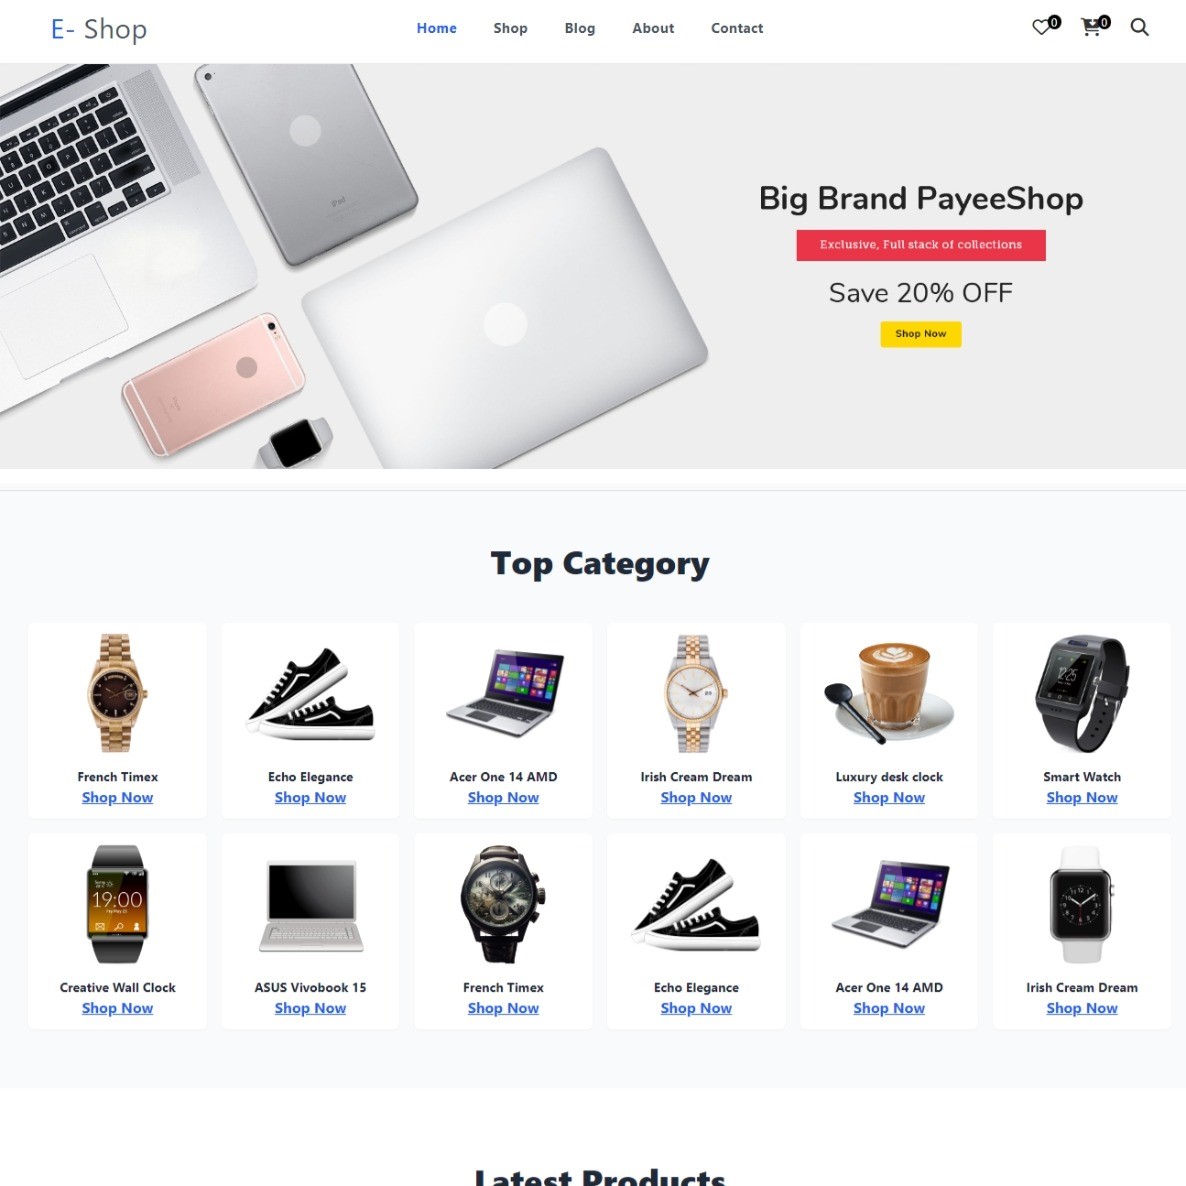 E- Shop
Home
Shop
Blog
About
Contact
0
0
iPad
Big Brand PayeeShop
Exclusive, Full stack of collections
Save 20% OFF
Shop Now
Top Category
French Timex
Shop Now
Echo Elegance
Shop Now
Acer One 14 AMD
Shop Now
Irish Cream Dream
Shop Now
Luxury desk clock
Shop Now
12:25
Smart Watch
Shop Now
19:00
Creative Wall Clock
Shop Now
ASUS Vivobook 15
Shop Now
French Timex
Shop Now
Echo Elegance
Shop Now
Acer One 14 AMD
Shop Now
Irish Cream Dream
Shop Now
Latest Products